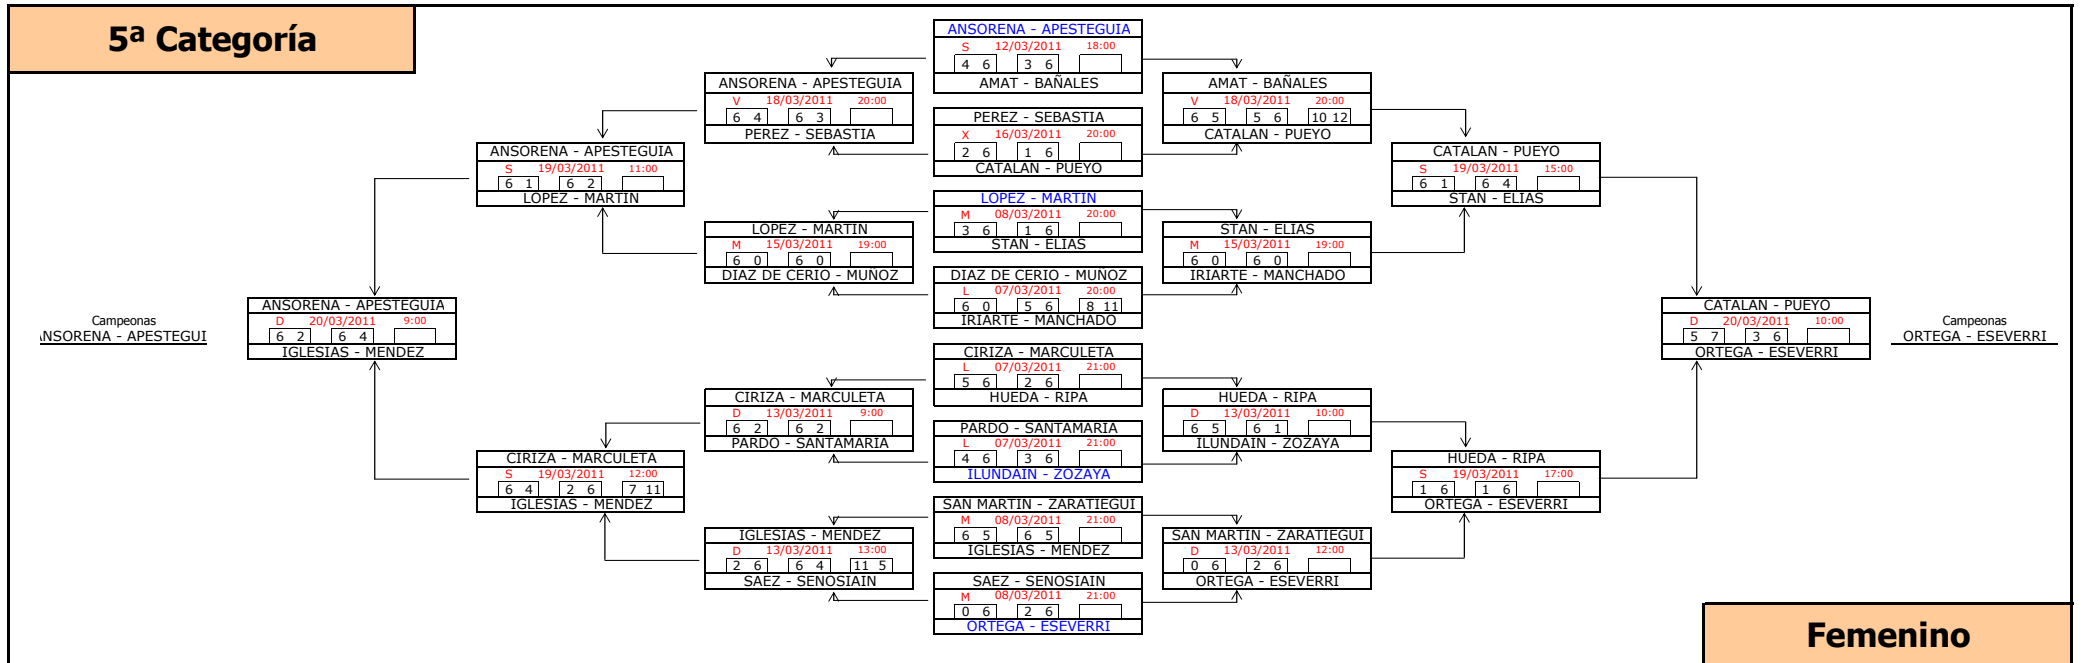 5ª Categoría
ANSORENA - APESTEGUIA
S 12/03/2011 18:00
4 6 3 6
AMAT - BAÑALES
ANSORENA - APESTEGUIA
V 18/03/2011 20:00
6 4 6 3
PEREZ - SEBASTIA
AMAT - BAÑALES
V 18/03/2011 20:00
6 5 5 6 10 12
CATALAN - PUEYO
PEREZ - SEBASTIA
X 16/03/2011 20:00
2 6 1 6
CATALAN - PUEYO
ANSORENA - APESTEGUIA
S 19/03/2011 11:00
6 1 6 2
LOPEZ - MARTIN
CATALAN - PUEYO
S 19/03/2011 15:00
6 1 6 4
STAN - ELIAS
LOPEZ - MARTIN
M 08/03/2011 20:00
3 6 1 6
STAN - ELIAS
LOPEZ - MARTIN
M 15/03/2011 19:00
6 0 6 0
DIAZ DE CERIO - MUÑOZ
STAN - ELIAS
M 15/03/2011 19:00
6 0 6 0
IRIARTE - MANCHADO
DIAZ DE CERIO - MUÑOZ
L 07/03/2011 20:00
6 0 5 6 8 11
IRIARTE - MANCHADO
Campeonas
ANSORENA - APESTEGUI
ANSORENA - APESTEGUIA
D 20/03/2011 9:00
6 2 6 4
IGLESIAS - MENDEZ
CATALAN - PUEYO
D 20/03/2011 10:00
5 7 3 6
ORTEGA - ESEVERRI
Campeonas
ORTEGA - ESEVERRI
CIRIZA - MARCULETA
L 07/03/2011 21:00
5 6 2 6
HUEDA - RIPA
CIRIZA - MARCULETA
D 13/03/2011 9:00
6 2 6 2
PARDO - SANTAMARIA
HUEDA - RIPA
D 13/03/2011 10:00
6 5 6 1
ILUNDAIN - ZOZAYA
PARDO - SANTAMARIA
L 07/03/2011 21:00
4 6 3 6
ILUNDAIN - ZOZAYA
CIRIZA - MARCULETA
S 19/03/2011 12:00
6 4 2 6 7 11
IGLESIAS - MENDEZ
HUEDA - RIPA
S 19/03/2011 17:00
1 6 1 6
ORTEGA - ESEVERRI
SAN MARTIN - ZARATIEGUI
M 08/03/2011 21:00
6 5 6 5
IGLESIAS - MENDEZ
IGLESIAS - MENDEZ
D 13/03/2011 13:00
2 6 6 4 11 5
SAEZ - SENOSIAIN
SAN MARTIN - ZARATIEGUI
D 13/03/2011 12:00
0 6 2 6
ORTEGA - ESEVERRI
SAEZ - SENOSIAIN
M 08/03/2011 21:00
0 6 2 6
ORTEGA - ESEVERRI
Femenino